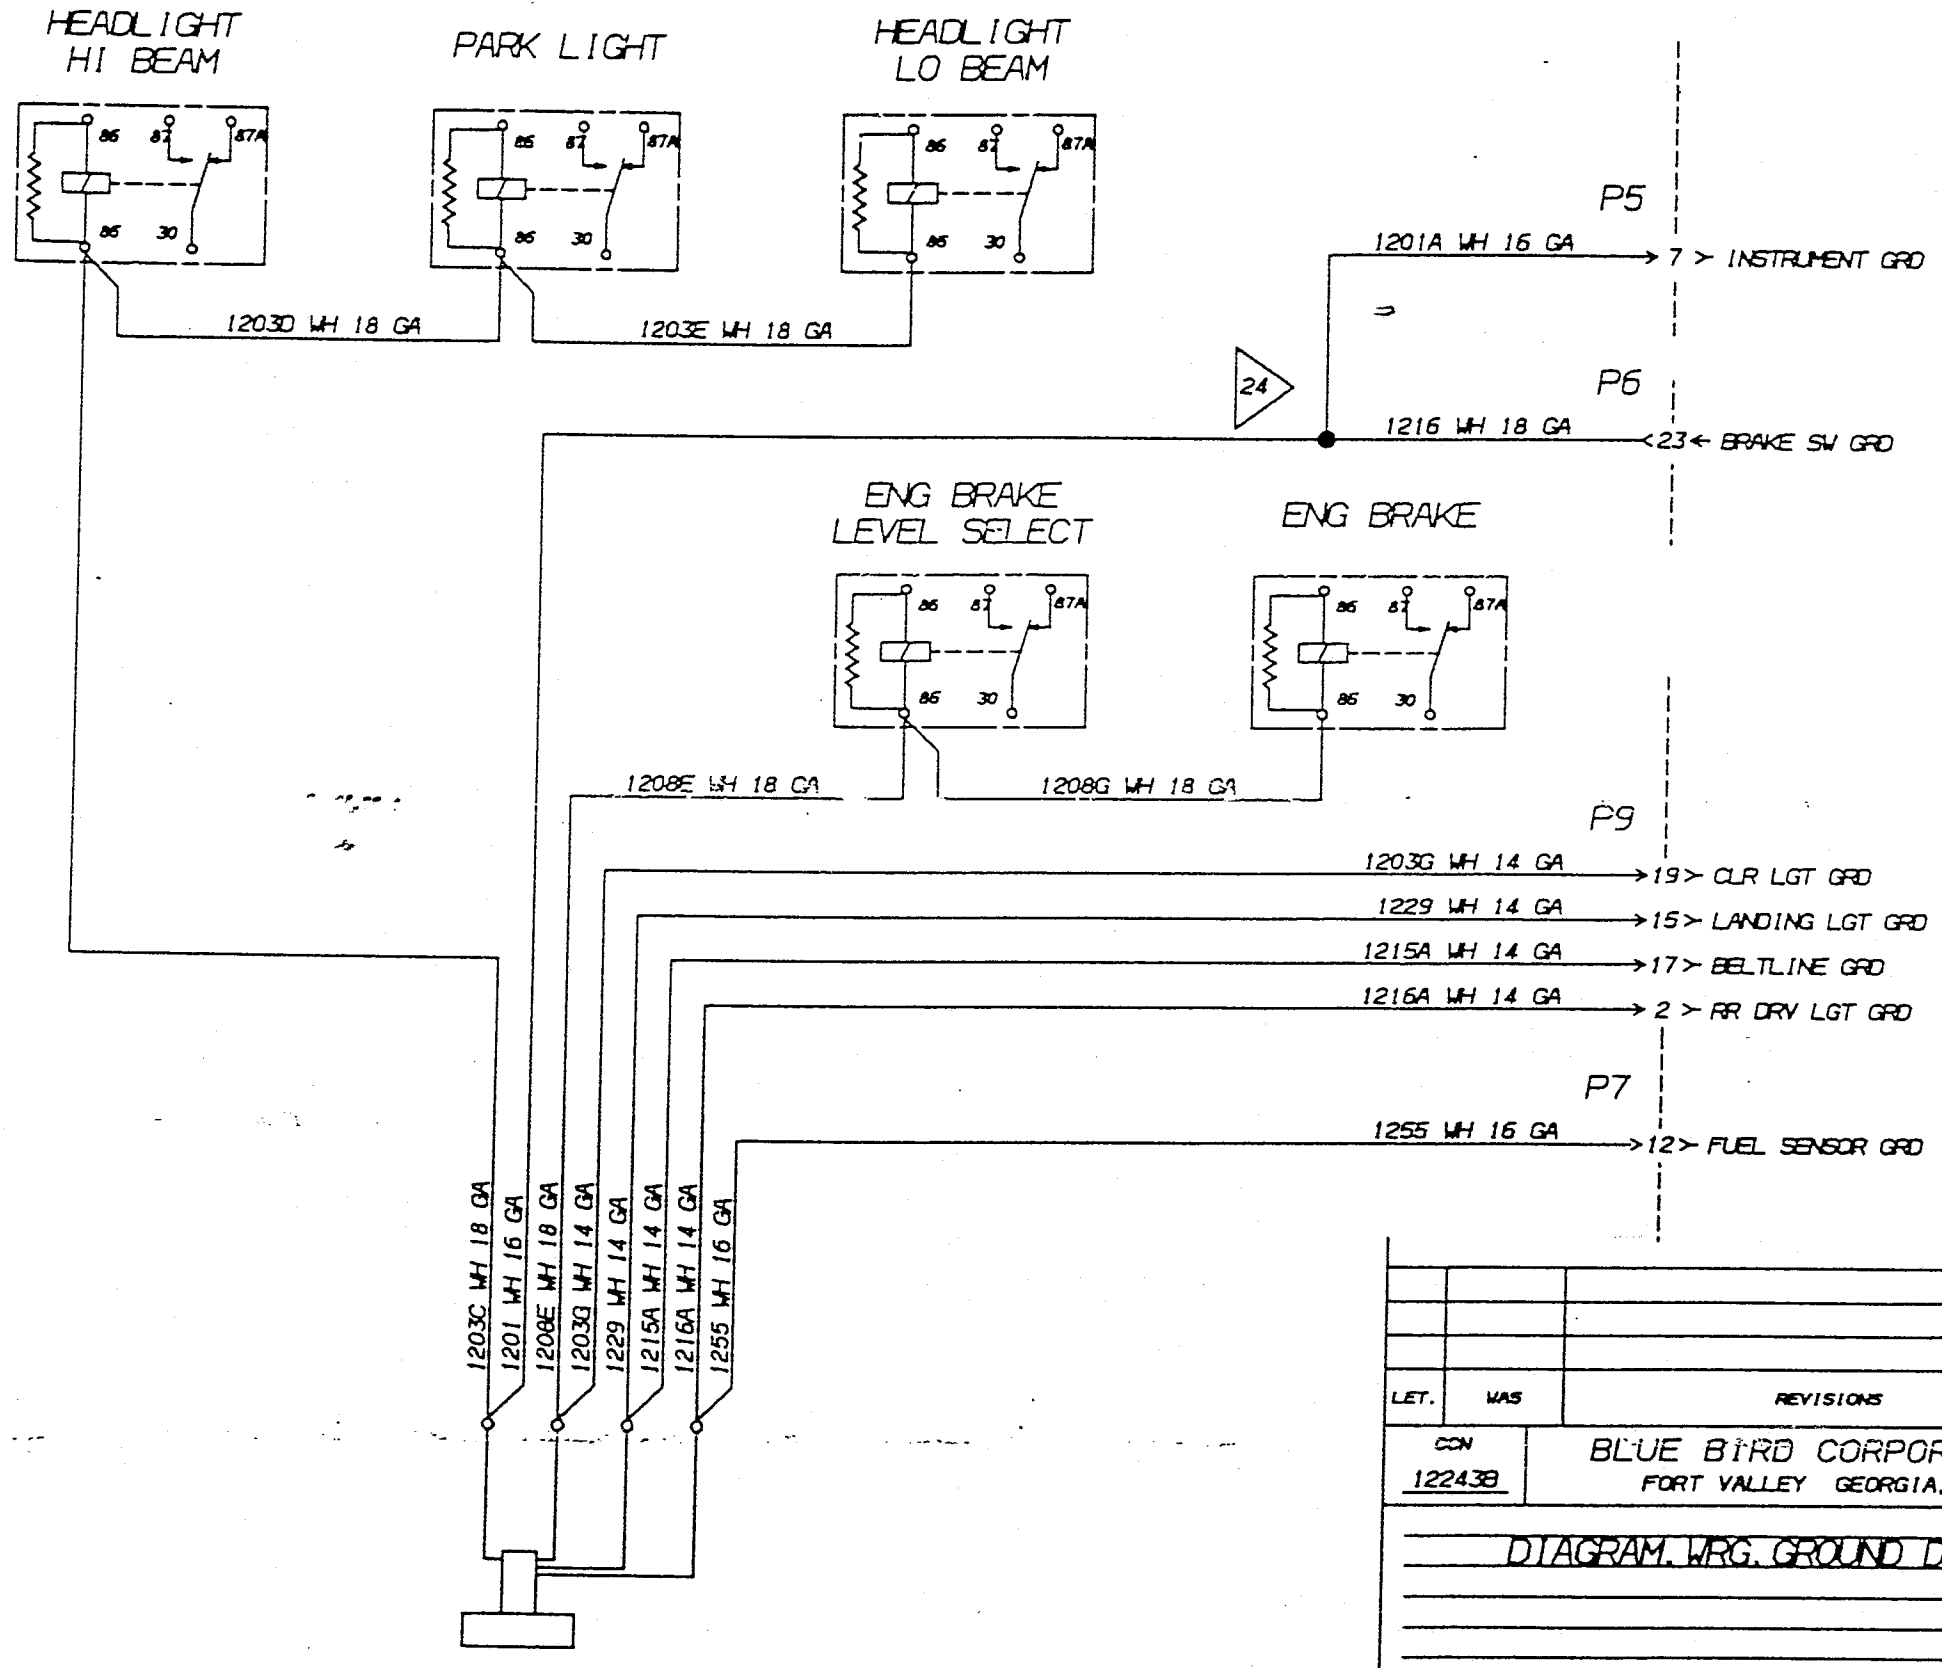 HEADLIGHT
HI BEAM
PARK LIGHT
HEADLIGHT
LO BEAM
86 87 87A
86 30
86 87 87A
86 30
86 87 87A
86 30
1203D WH 18 GA
1203E WH 18 GA
P5
1201A WH 16 GA
7 INSTRUMENT GRD
24
P6
1216 WH 18 GA
23 BRAKE SW GRD
ENG BRAKE
LEVEL SELECT
ENG BRAKE
86 87 87A
86 30
86 87 87A
86 30
1208E WH 18 GA
1208G WH 18 GA
P9
1203G WH 14 GA
19 CLR LGT GRD
1229 WH 14 GA
15 LANDING LGT GRD
1215A WH 14 GA
17 BELTLINE GRD
1216A WH 14 GA
2 RR DRV LGT GRD
P7
1255 WH 16 GA
12 FUEL SENSOR GRD
1203C WH 18 GA
1201 WH 16 GA
1208E WH 18 GA
1203G WH 14 GA
1229 WH 14 GA
1215A WH 14 GA
1216A WH 14 GA
1255 WH 16 GA
LET. WAS REVISIONS
CCN
12243B
BLUE BIRD CORPOR
FORT VALLEY GEORGIA.
DIAGRAM. WRG. GROUND D